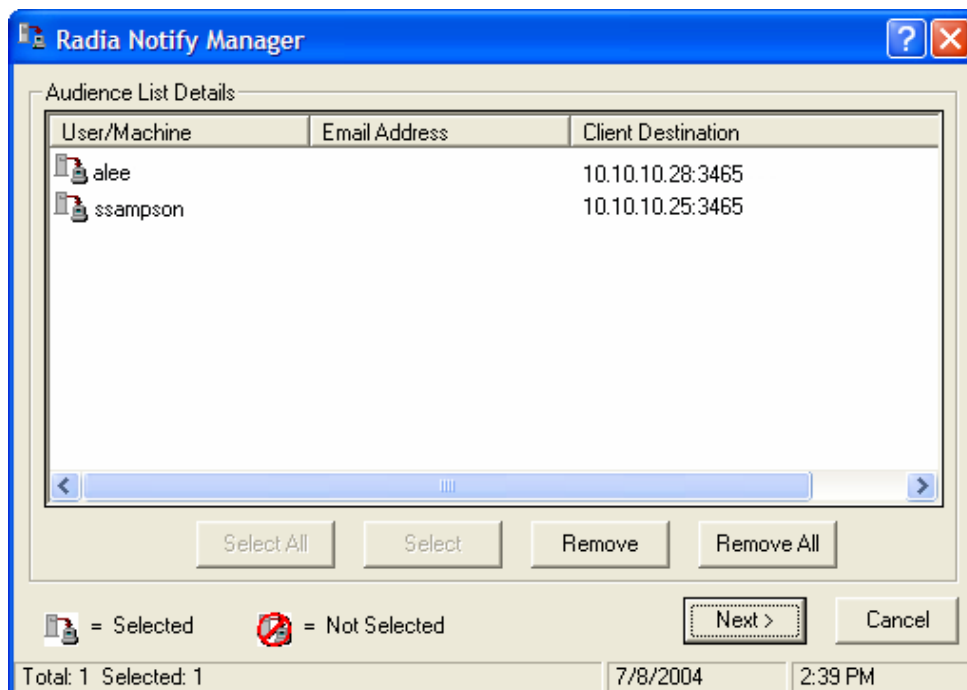 Radia Notify Manager
Audience List Details
User/Machine Email Address Client Destination
alee 10.10.10.28:3465
ssampson 10.10.10.25:3465
Select All Select Remove Remove All
= Selected = Not Selected Next > Cancel
Total: 1 Selected: 1 7/8/2004 2:39 PM